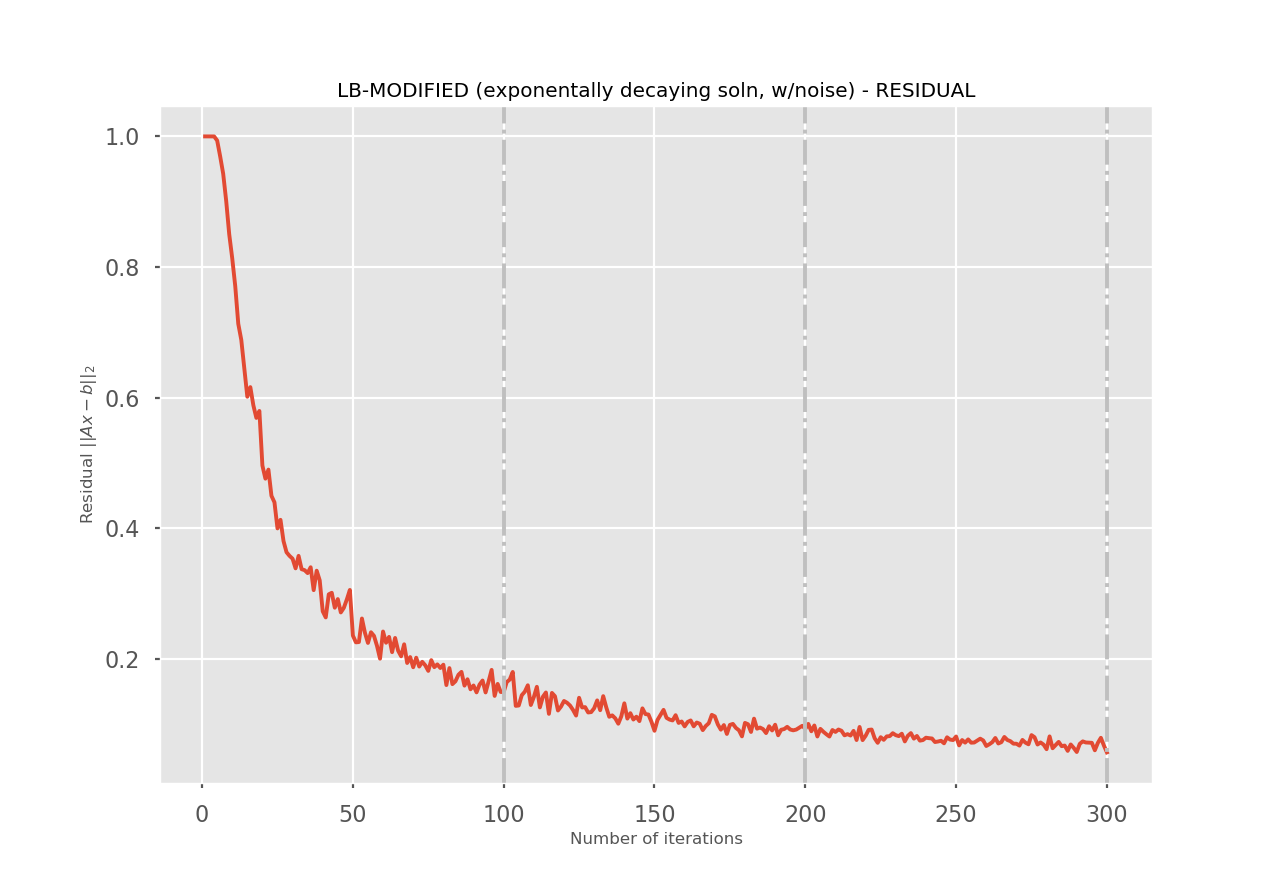 LB-MODIFIED (exponentially decaying soln, w/noise) - RESIDUAL
1.0
0.8
0.6
0.4
0.2
Residual ||Ax − b||₂
0 50 100 150 200 250 300
Number of iterations